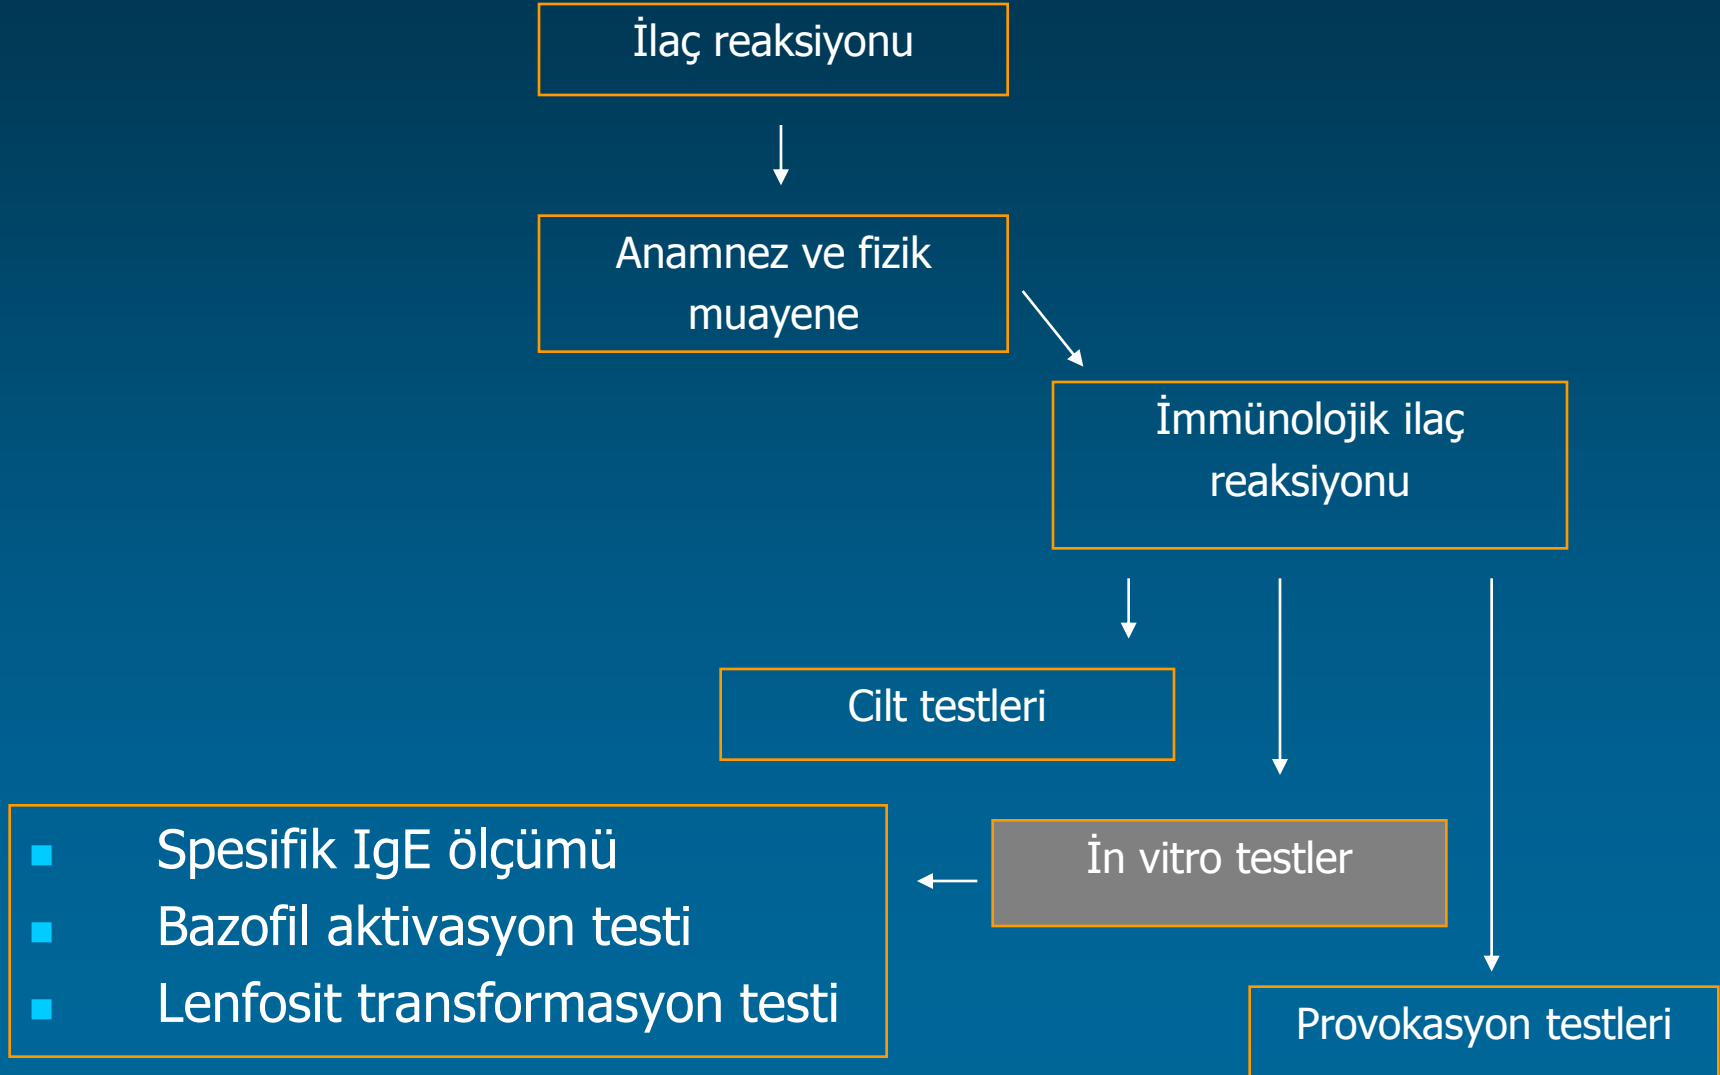 İlaç reaksiyonu
Anamnez ve fizik
muayene
İmmünolojik ilaç
reaksiyonu
Cilt testleri
İn vitro testler
Spesifik IgE ölçümü
Bazofil aktivasyon testi
Lenfosit transformasyon testi
Provokasyon testleri